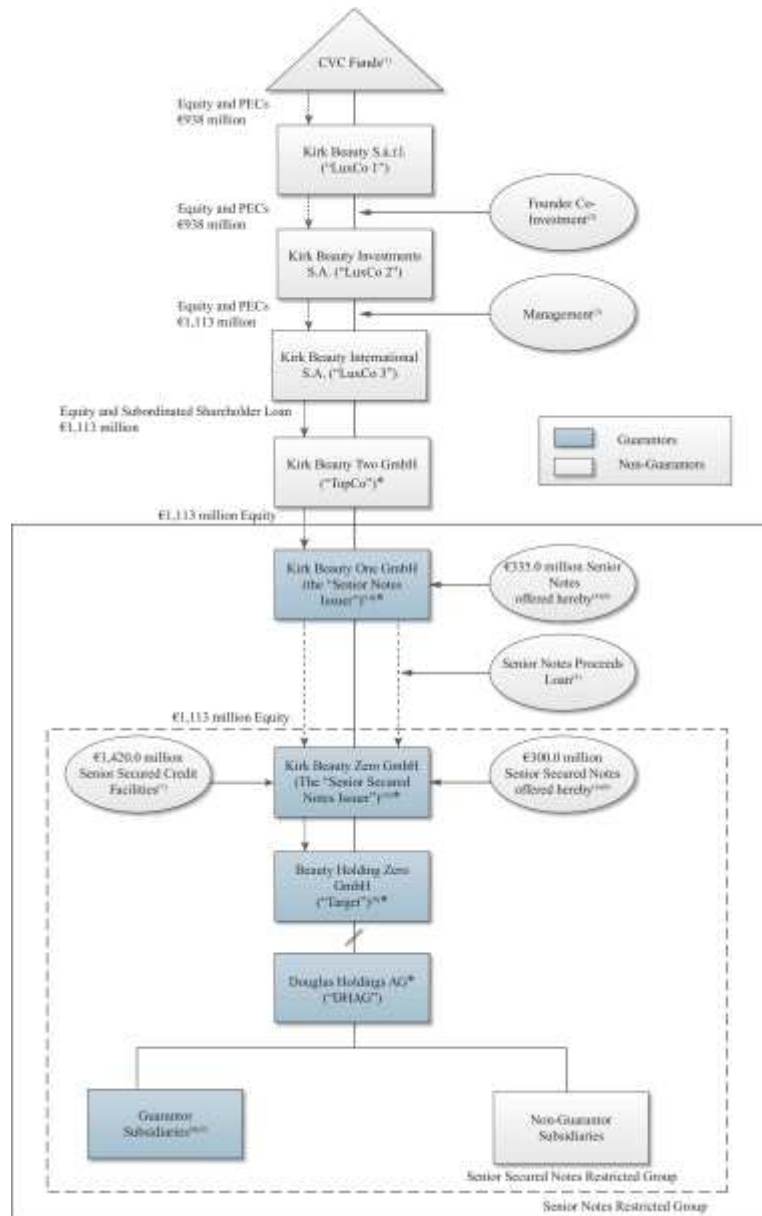 CVC Funds⁽¹⁾
Equity and PECs
€938 million
Kirk Beauty S.à.r.l.
("LuxCo 1")
Equity and PECs
€938 million
Founder Co-
Investment⁽²⁾
Kirk Beauty Investments
S.A. ("LuxCo 2")
Equity and PECs
€1,113 million
Management⁽³⁾
Kirk Beauty International
S.A. ("LuxCo 3")
Equity and Subordinated Shareholder Loan
€1,113 million
Guarantors
Non-Guarantors
Kirk Beauty Two GmbH
("TopCo")*
€1,113 million Equity
Kirk Beauty One GmbH
(the "Senior Notes
Issuer")*
€335.0 million Senior
Notes
offered hereby
Senior Notes Proceeds
Loan
€1,113 million Equity
€1,420.0 million
Senior Secured Credit
Facilities
Kirk Beauty Zero GmbH
(The "Senior Secured
Notes Issuer")*
€300.0 million
Senior Secured Notes
offered hereby
Beauty Holding Zero
GmbH
("Target")*
Douglas Holdings AG*
("DHAG")
Guarantor
Subsidiaries
Non-Guarantor
Subsidiaries
Senior Secured Notes Restricted Group
Senior Notes Restricted Group